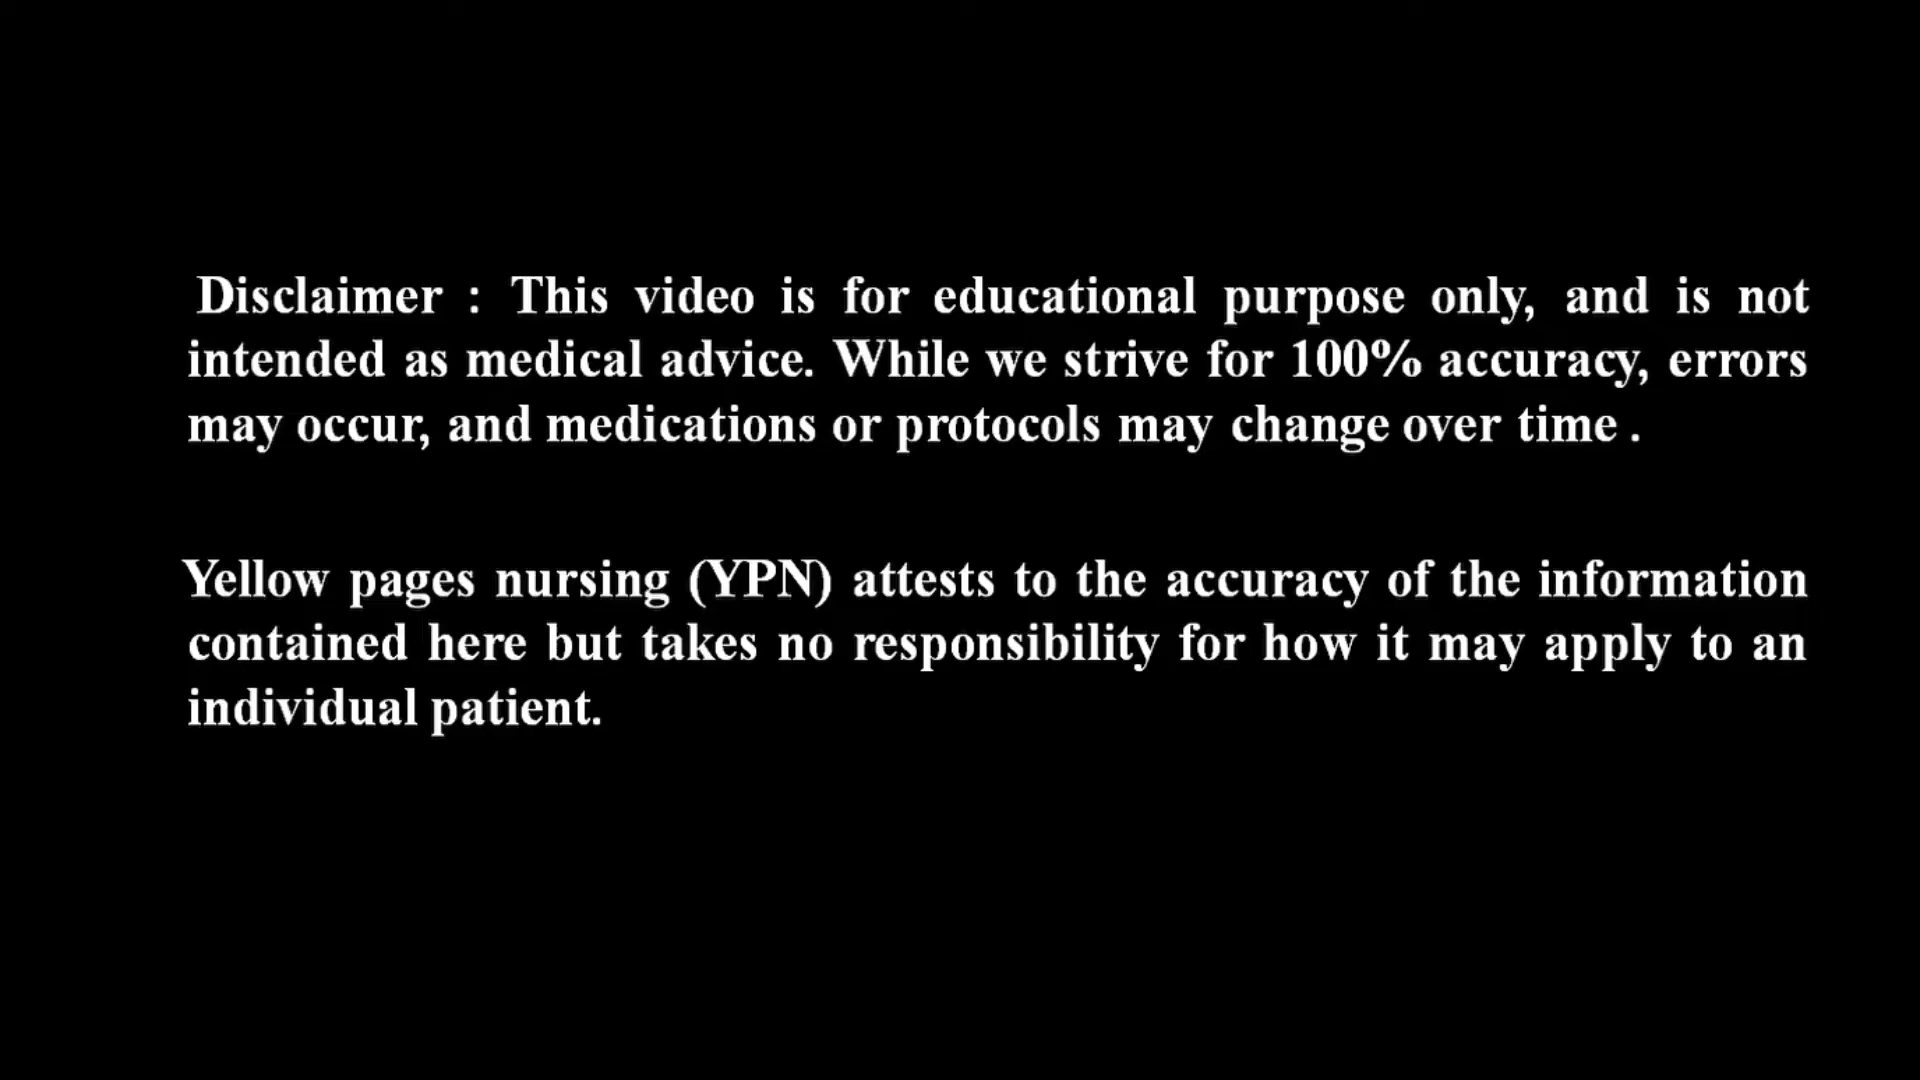 Disclaimer : This video is for educational purpose only, and is not
intended as medical advice. While we strive for 100% accuracy, errors
may occur, and medications or protocols may change over time .
Yellow pages nursing (YPN) attests to the accuracy of the information
contained here but takes no responsibility for how it may apply to an
individual patient.